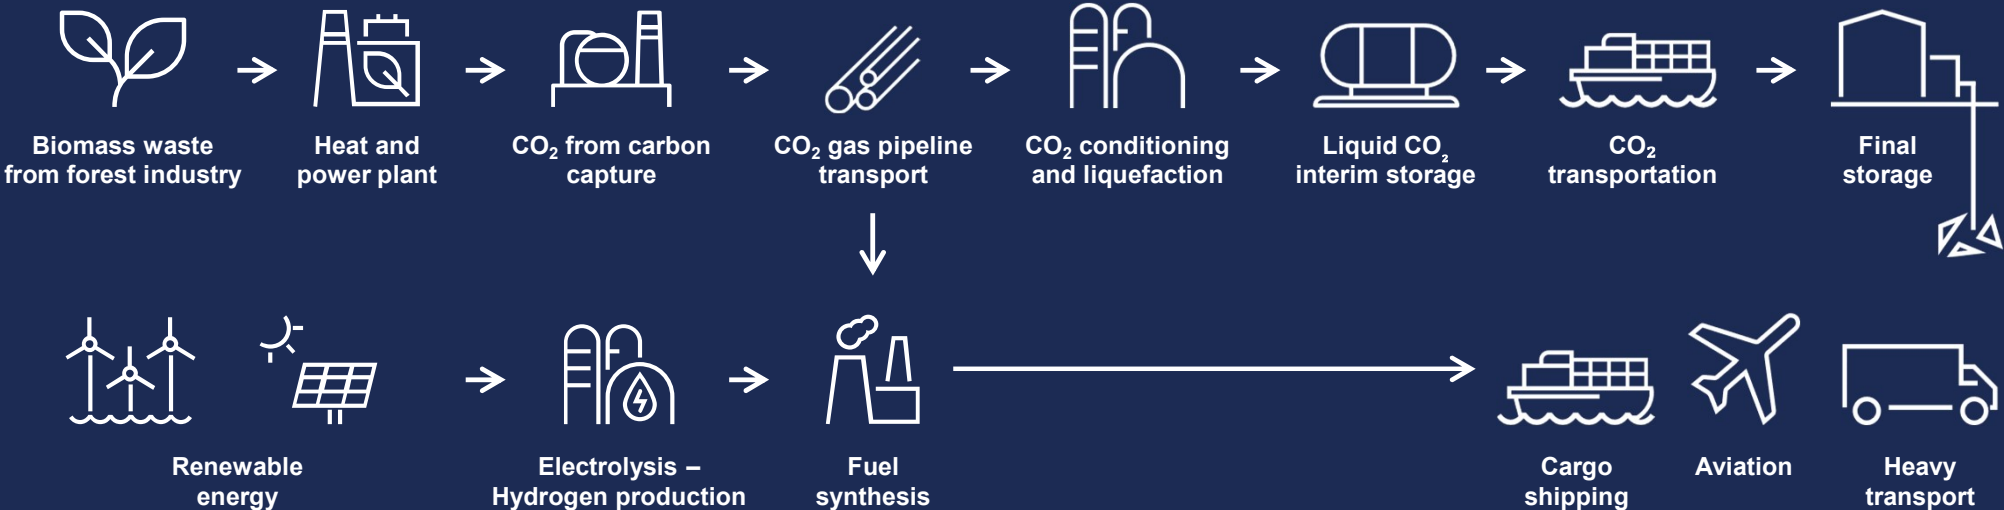 Biomass waste
from forest industry
Heat and
power plant
CO₂ from carbon
capture
CO₂ gas pipeline
transport
CO₂ conditioning
and liquefaction
Liquid CO₂
interim storage
CO₂
transportation
Final
storage
Renewable
energy
Electrolysis –
Hydrogen production
Fuel
synthesis
Cargo
shipping
Aviation
Heavy
transport